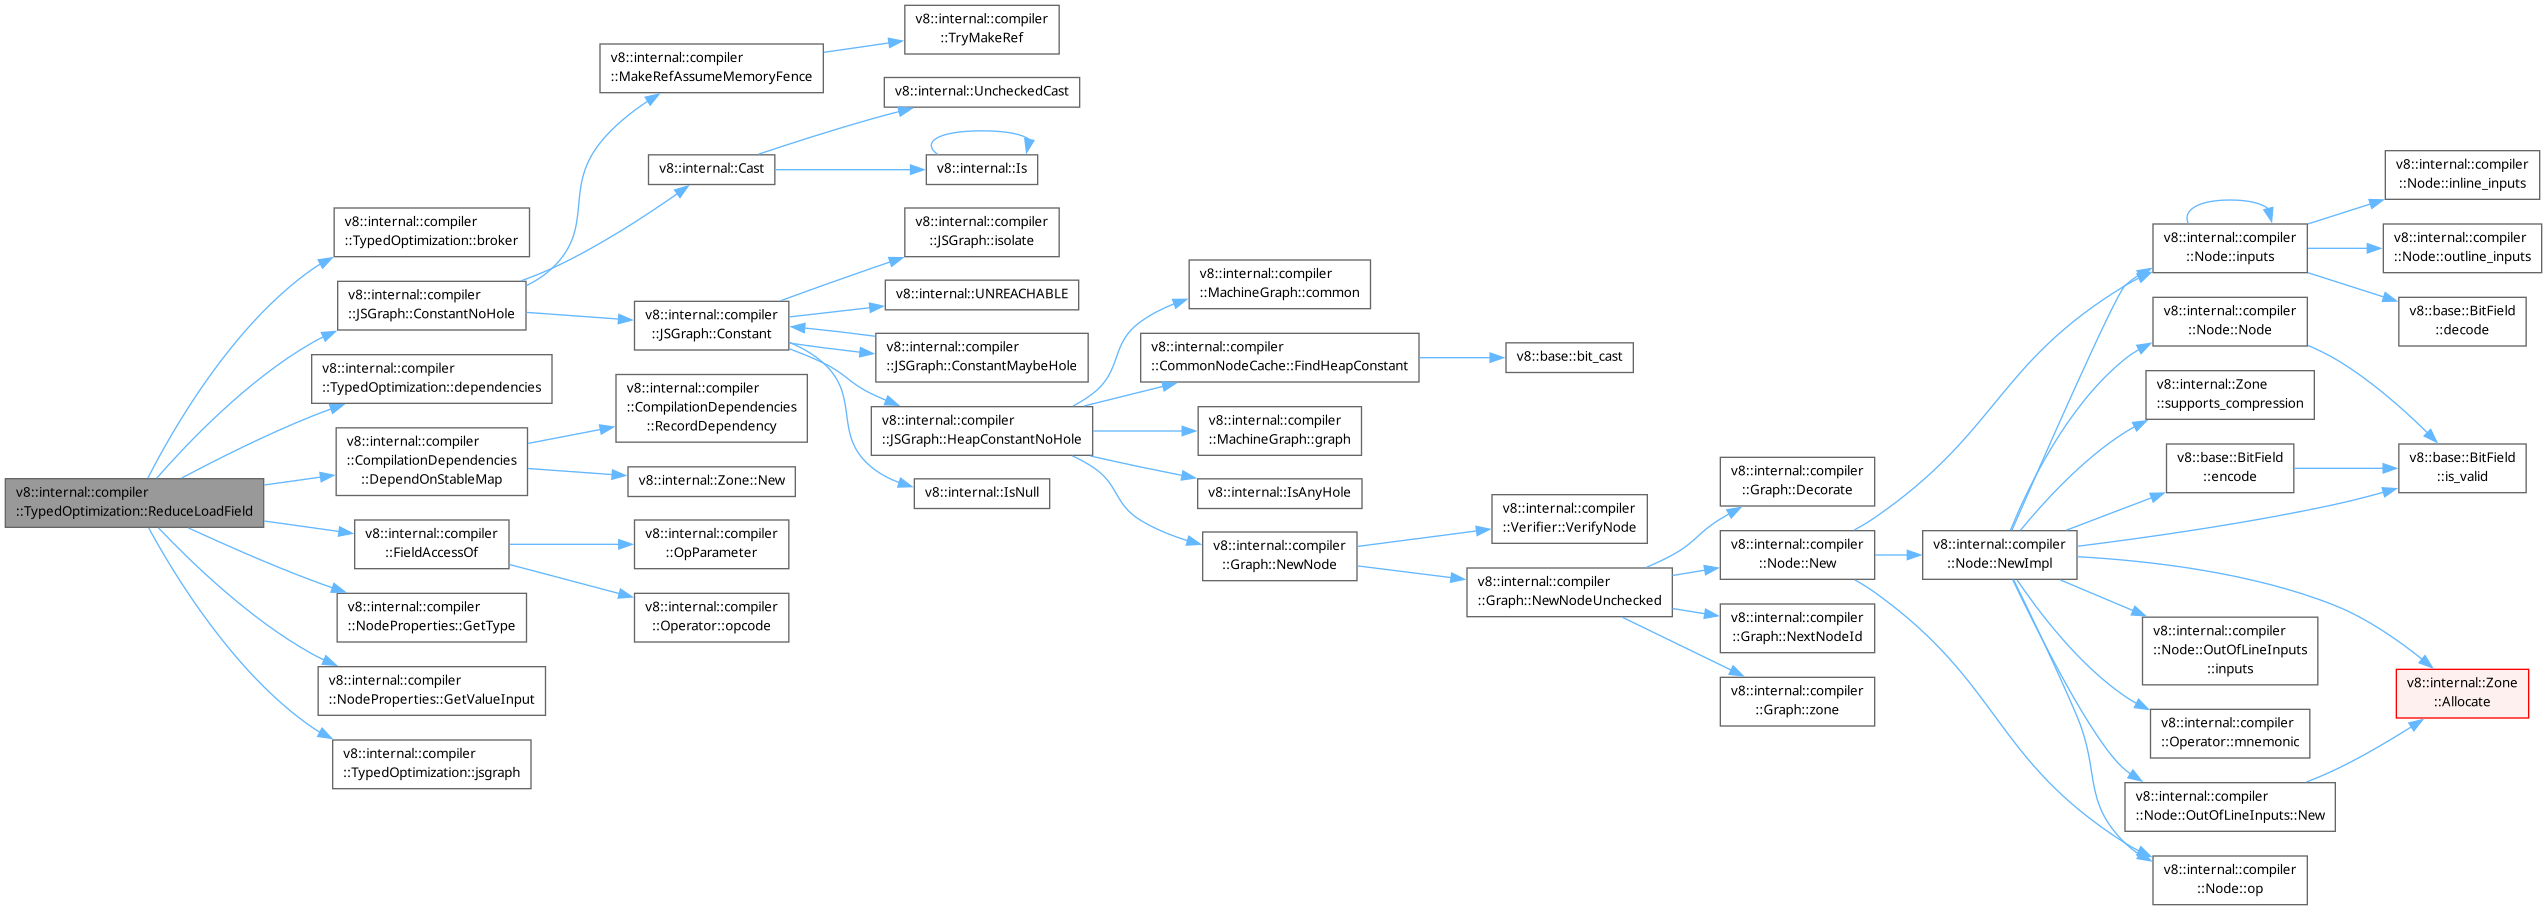 v8::internal::compiler
::TypedOptimization::ReduceLoadField
v8::internal::compiler
::TypedOptimization::broker
v8::internal::compiler
::JSGraph::ConstantNoHole
v8::internal::compiler
::TypedOptimization::dependencies
v8::internal::compiler
::CompilationDependencies
::DependOnStableMap
v8::internal::compiler
::FieldAccessOf
v8::internal::compiler
::NodeProperties::GetType
v8::internal::compiler
::NodeProperties::GetValueInput
v8::internal::compiler
::TypedOptimization::jsgraph
v8::internal::compiler
::MakeRefAssumeMemoryFence
v8::internal::Cast
v8::internal::compiler
::JSGraph::Constant
v8::internal::compiler
::CompilationDependencies
::RecordDependency
v8::internal::Zone::New
v8::internal::compiler
::OpParameter
v8::internal::compiler
::Operator::opcode
v8::internal::compiler
::TryMakeRef
v8::internal::UncheckedCast
v8::internal::Is
v8::internal::compiler
::JSGraph::isolate
v8::internal::UNREACHABLE
v8::internal::compiler
::JSGraph::ConstantMaybeHole
v8::internal::compiler
::JSGraph::HeapConstantNoHole
v8::internal::IsNull
v8::internal::compiler
::MachineGraph::common
v8::internal::compiler
::CommonNodeCache::FindHeapConstant
v8::internal::compiler
::MachineGraph::graph
v8::internal::IsAnyHole
v8::internal::compiler
::Graph::NewNode
v8::base::bit_cast
v8::internal::compiler
::Verifier::VerifyNode
v8::internal::compiler
::Graph::NewNodeUnchecked
v8::internal::compiler
::Graph::Decorate
v8::internal::compiler
::Node::New
v8::internal::compiler
::Graph::NextNodeId
v8::internal::compiler
::Graph::zone
v8::internal::compiler
::Node::NewImpl
v8::internal::compiler
::Node::inputs
v8::internal::compiler
::Node::Node
v8::internal::Zone
::supports_compression
v8::base::BitField
::encode
v8::internal::compiler
::Node::OutOfLineInputs
::inputs
v8::internal::compiler
::Operator::mnemonic
v8::internal::compiler
::Node::OutOfLineInputs::New
v8::internal::compiler
::Node::op
v8::internal::compiler
::Node::inline_inputs
v8::internal::compiler
::Node::outline_inputs
v8::base::BitField
::decode
v8::base::BitField
::is_valid
v8::internal::Zone
::Allocate